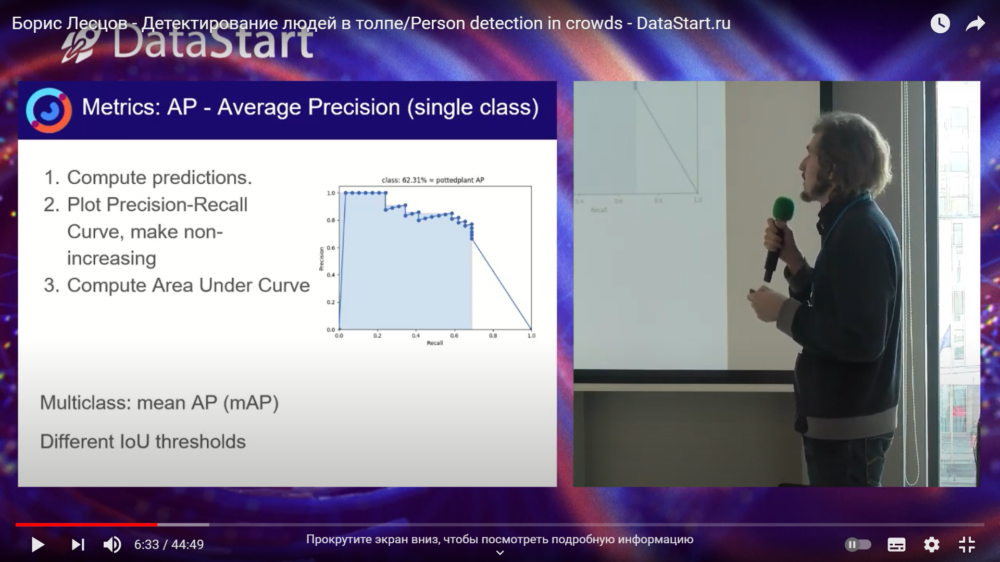 Борис Лесцов - Детектирование людей в толпе/Person detection in crowds - DataStart.ru
DataStart
Metrics: AP - Average Precision (single class)
1. Compute predictions.
2. Plot Precision-Recall
Curve, make non-
increasing
3. Compute Area Under Curve
class: 62.31% = pottedplant AP
1.0
0.8
0.6
0.4
0.2
0.0
Precision
0.0 0.2 0.4 0.6 0.8 1.0
Recall
Multiclass: mean AP (mAP)
Different IoU thresholds
0.4 0.6 0.8 1.0
Recall
6:33 / 44:49
Прокрутите экран вниз, чтобы посмотреть подробную информацию